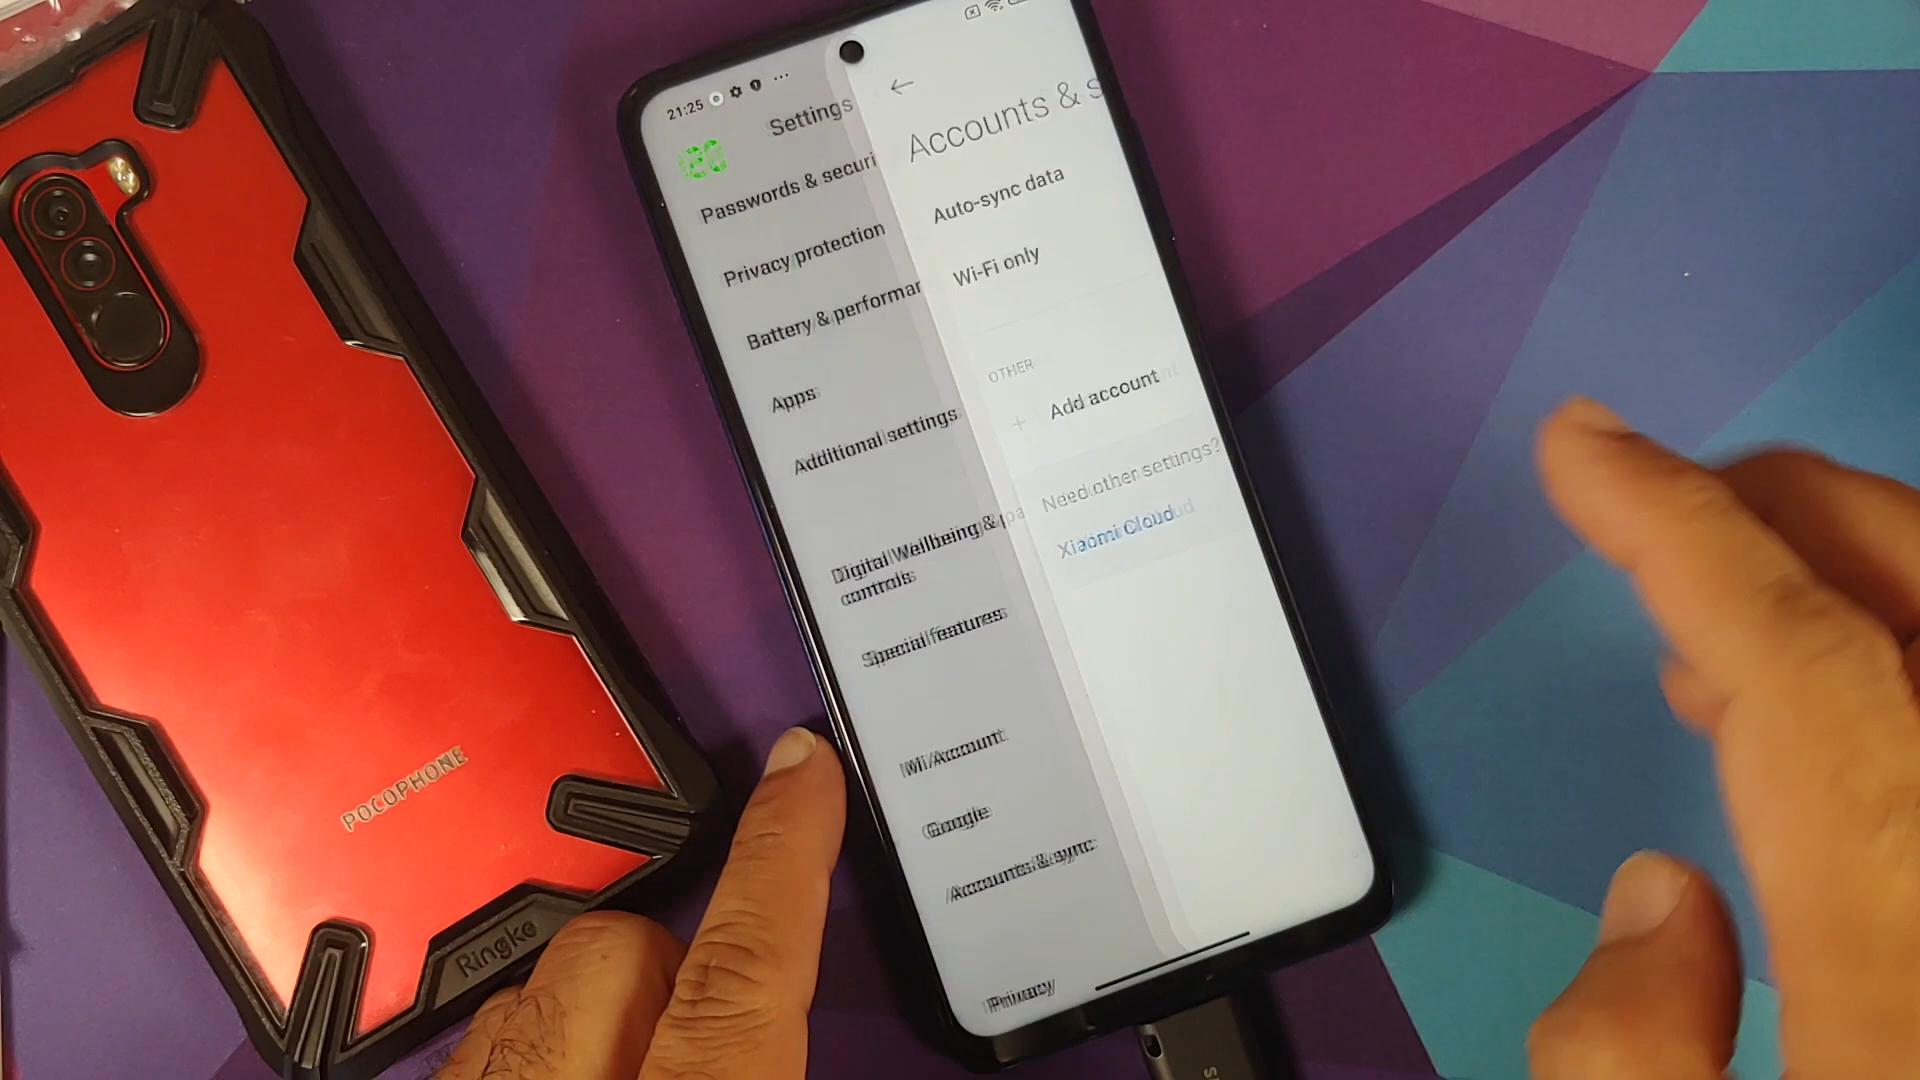 21:25
Settings
Passwords & securi
Privacy protection
Battery & performan
Apps
Additional settings
Digital Wellbeing & pa
controls
Special features
Mi Account
Google
Accounts & sync
Privacy
Accounts & s
Auto-sync data
Wi-Fi only
OTHER
+ Add account
Need other settings?
Xiaomi Cloud
POCOPHONE
Ringke